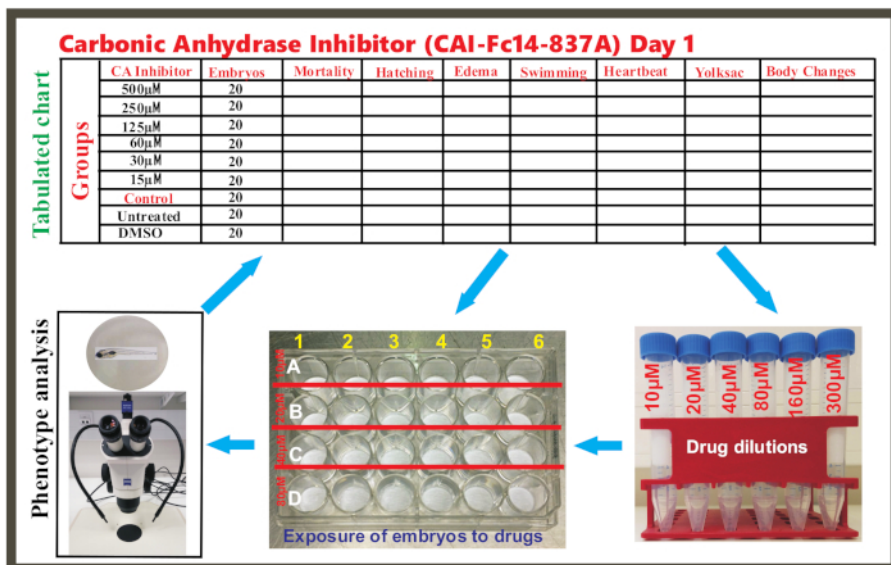 Carbonic Anhydrase Inhibitor (CAI-Fc14-837A) Day 1
Tabulated chart
Groups
CA Inhibitor Embryos Mortality Hatching Edema Swimming Heartbeat Yolksac Body Changes
500µM 20
250µM 20
125µM 20
60µM 20
30µM 20
15µM 20
Control 20
Untreated 20
DMSO 20
Phenotype analysis
1 2 3 4 5 6
A
B
C
D
Exposure of embryos to drugs
10µM 20µM 40µM 80µM 160µM 300µM
Drug dilutions